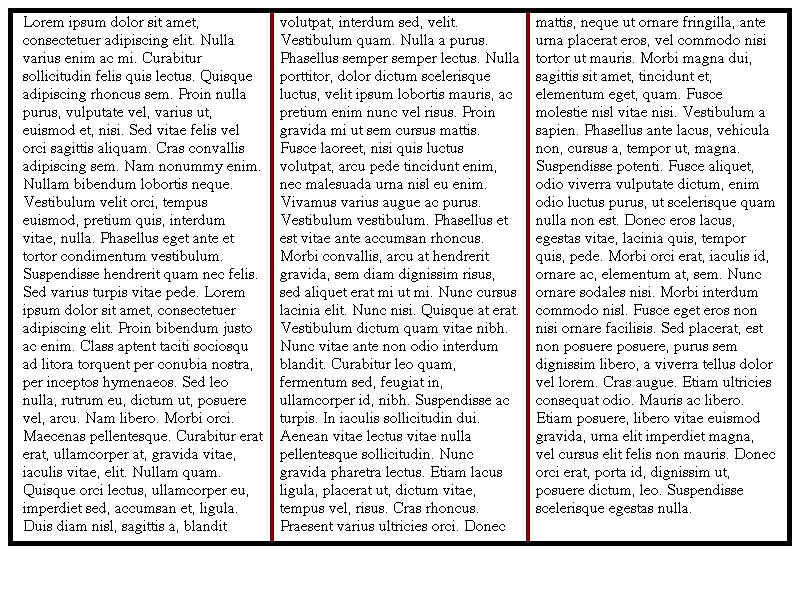 Lorem ipsum dolor sit amet,
consectetuer adipiscing elit. Nulla
varius enim ac mi. Curabitur
sollicitudin felis quis lectus. Quisque
adipiscing rhoncus sem. Proin nulla
purus, vulputate vel, varius ut,
euismod et, nisi. Sed vitae felis vel
orci sagittis aliquam. Cras convallis
adipiscing sem. Nam nonummy enim.
Nullam bibendum lobortis neque.
Vestibulum velit orci, tempus
euismod, pretium quis, interdum
vitae, nulla. Phasellus eget ante et
tortor condimentum vestibulum.
Suspendisse hendrerit quam nec felis.
Sed varius turpis vitae pede. Lorem
ipsum dolor sit amet, consectetuer
adipiscing elit. Proin bibendum justo
ac enim. Class aptent taciti sociosqu
ad litora torquent per conubia nostra,
per inceptos hymenaeos. Sed leo
nulla, rutrum eu, dictum ut, posuere
vel, arcu. Nam libero. Morbi orci.
Maecenas pellentesque. Curabitur erat
erat, ullamcorper at, gravida vitae,
iaculis vitae, elit. Nullam quam.
Quisque orci lectus, ullamcorper eu,
imperdiet sed, accumsan et, ligula.
Duis diam nisl, sagittis a, blandit
volutpat, interdum sed, velit.
Vestibulum quam. Nulla a purus.
Phasellus semper semper lectus. Nulla
porttitor, dolor dictum scelerisque
luctus, velit ipsum lobortis mauris, ac
pretium enim nunc vel risus. Proin
gravida mi ut sem cursus mattis.
Fusce laoreet, nisi quis luctus
volutpat, arcu pede tincidunt enim,
nec malesuada urna nisl eu enim.
Vivamus varius augue ac purus.
Vestibulum vestibulum. Phasellus et
est vitae ante accumsan rhoncus.
Morbi convallis, arcu at hendrerit
gravida, sem diam dignissim risus,
sed aliquet erat mi ut mi. Nunc cursus
lacinia elit. Nunc nisi. Quisque at erat.
Vestibulum dictum quam vitae nibh.
Nunc vitae ante non odio interdum
blandit. Curabitur leo quam,
fermentum sed, feugiat in,
ullamcorper id, nibh. Suspendisse ac
turpis. In iaculis sollicitudin dui.
Aenean vitae lectus vitae nulla
pellentesque sollicitudin. Nunc
gravida pharetra lectus. Etiam lacus
ligula, placerat ut, dictum vitae,
tempus vel, risus. Cras rhoncus.
Praesent varius ultricies orci. Donec
mattis, neque ut ornare fringilla, ante
urna placerat eros, vel commodo nisi
tortor ut mauris. Morbi magna dui,
sagittis sit amet, tincidunt et,
elementum eget, quam. Fusce
molestie nisl vitae nisi. Vestibulum a
sapien. Phasellus ante lacus, vehicula
non, cursus a, tempor ut, magna.
Suspendisse potenti. Fusce aliquet,
odio viverra vulputate dictum, enim
odio luctus purus, ut scelerisque quam
nulla non est. Donec eros lacus,
egestas vitae, lacinia quis, tempor
quis, pede. Morbi orci erat, iaculis id,
ornare ac, elementum at, sem. Nunc
ornare sodales nisi. Morbi interdum
commodo nisl. Fusce eget eros non
nisi ornare facilisis. Sed placerat, est
non posuere posuere, purus sem
dignissim libero, a viverra tellus dolor
vel lorem. Cras augue. Etiam ultricies
consequat odio. Mauris ac libero.
Etiam posuere, libero vitae euismod
gravida, urna elit imperdiet magna,
vel cursus elit felis non mauris. Donec
orci erat, porta id, dignissim ut,
posuere dictum, leo. Suspendisse
scelerisque egestas nulla.